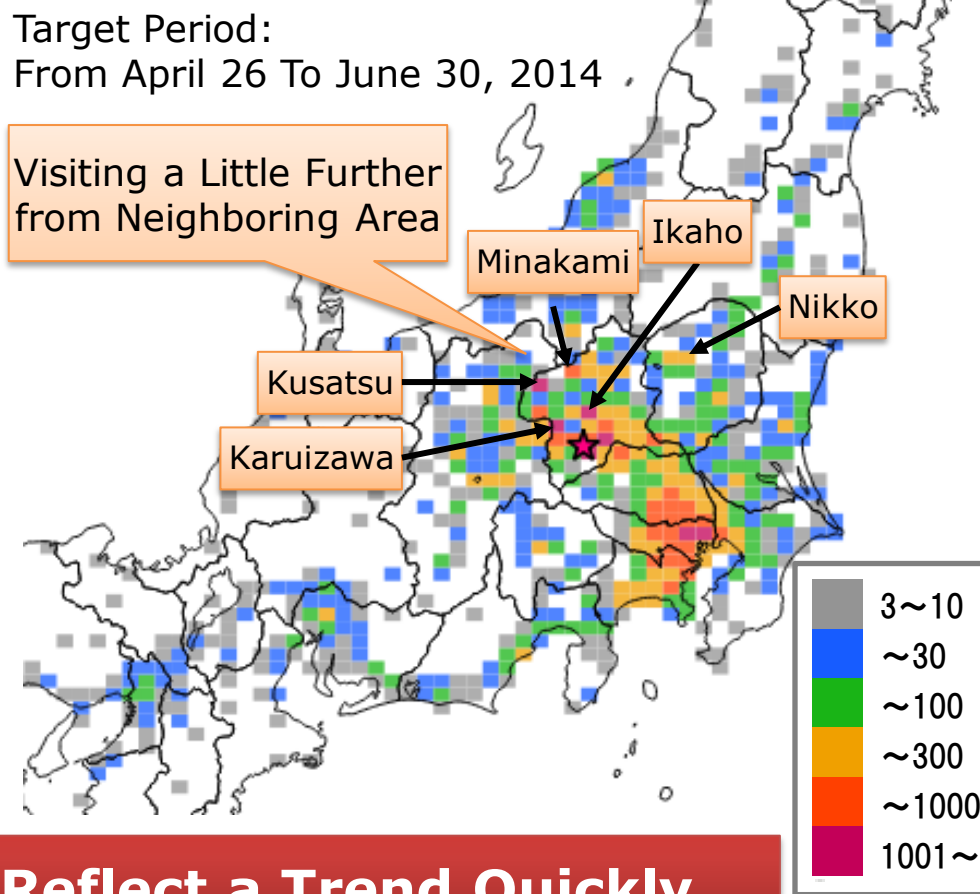 Target Period:
From April 26 To June 30, 2014
Visiting a Little Further
from Neighboring Area
Ikaho
Minakami
Nikko
Kusatsu
Karuizawa
3～10
～30
～100
～300
～1000
1001～
Reflect a Trend Quickly